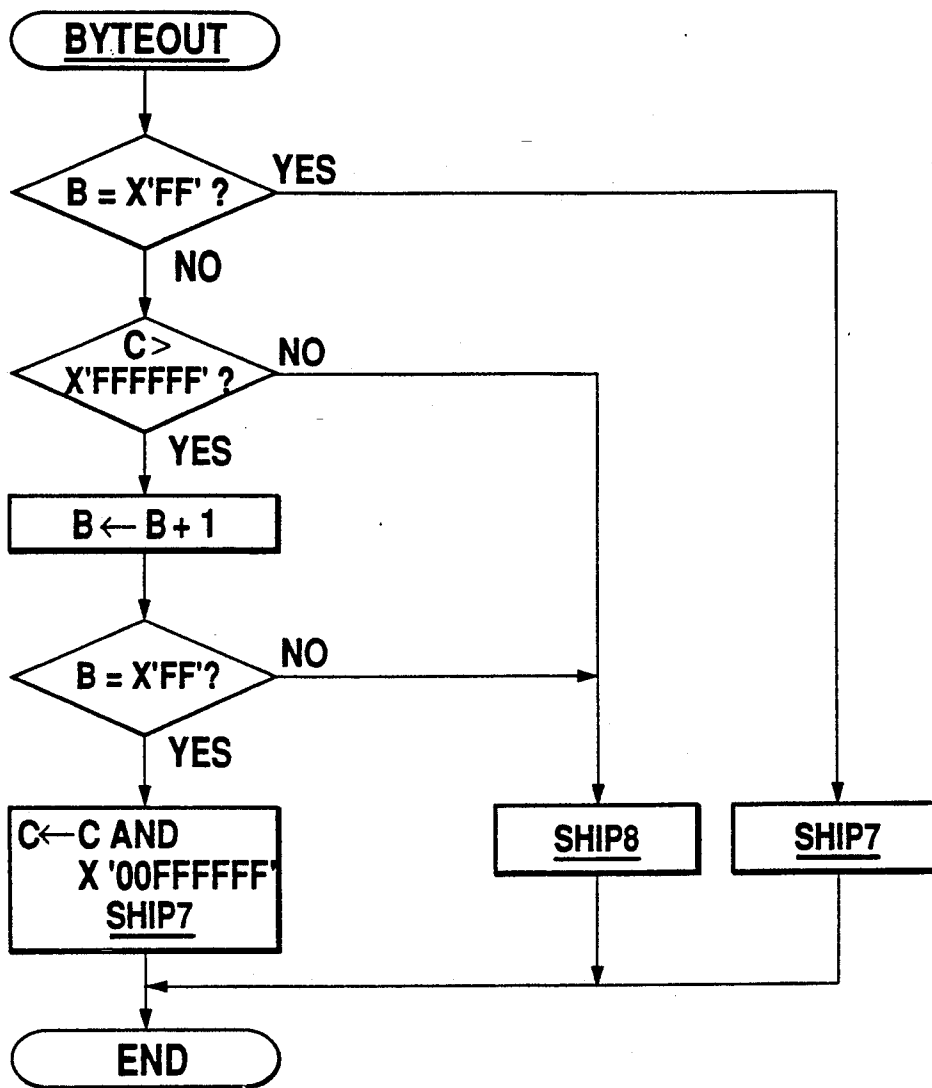 BYTEOUT
B = X'FF' ?
YES
NO
C >
X'FFFFFF' ?
NO
YES
B ← B + 1
B = X'FF'?
NO
YES
C ← C AND
X '00FFFFFF'
SHIP7
SHIP8
SHIP7
END